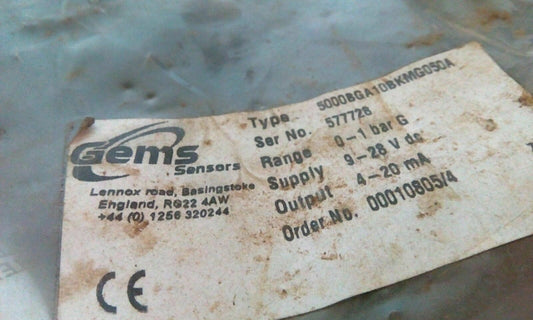 Gems
Sensors
Lennox road, Basingstoke
England, RG22 4AW
+44 (0) 1256 320244
CE
Type 5000BGA10BKMG050A
Ser No. 577728
Range 0-1 bar G
Supply 9-28 V dc
Output 4-20 mA
Order No. 00010805/4